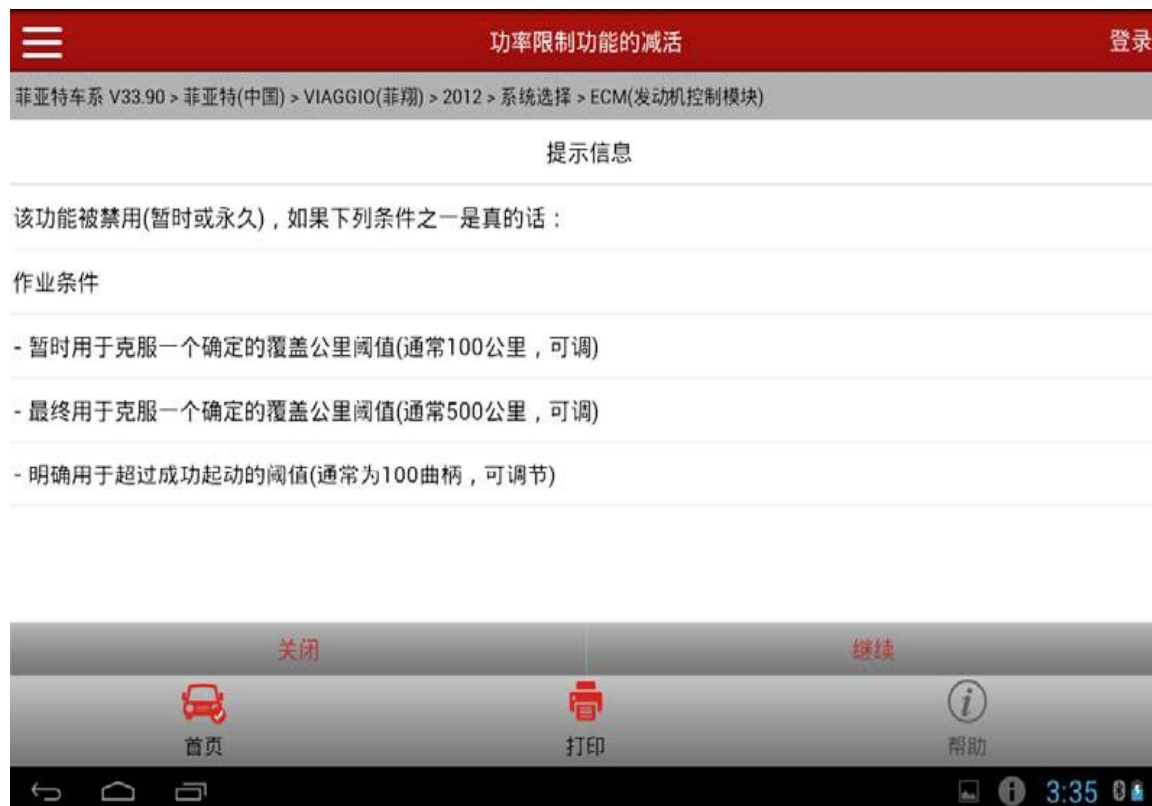 功率限制功能的减活
登录
菲亚特车系 V33.90 > 菲亚特(中国) > VIAGGIO(菲翔) > 2012 > 系统选择 > ECM(发动机控制模块)
提示信息
该功能被禁用(暂时或永久)，如果下列条件之一是真的话：
作业条件
- 暂时用于克服一个确定的覆盖公里阈值(通常100公里，可调)
- 最终用于克服一个确定的覆盖公里阈值(通常500公里，可调)
- 明确用于超过成功起动的阈值(通常为100曲柄，可调节)
关闭
继续
首页
打印
帮助
3:35